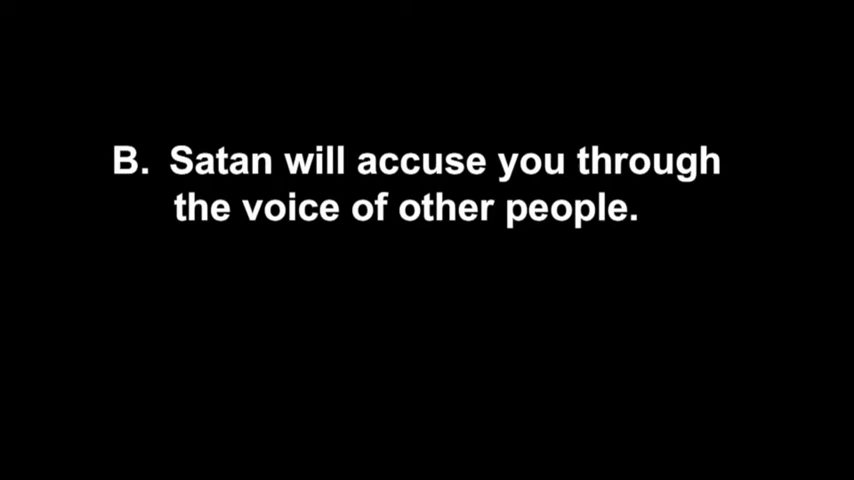 B. Satan will accuse you through
the voice of other people.